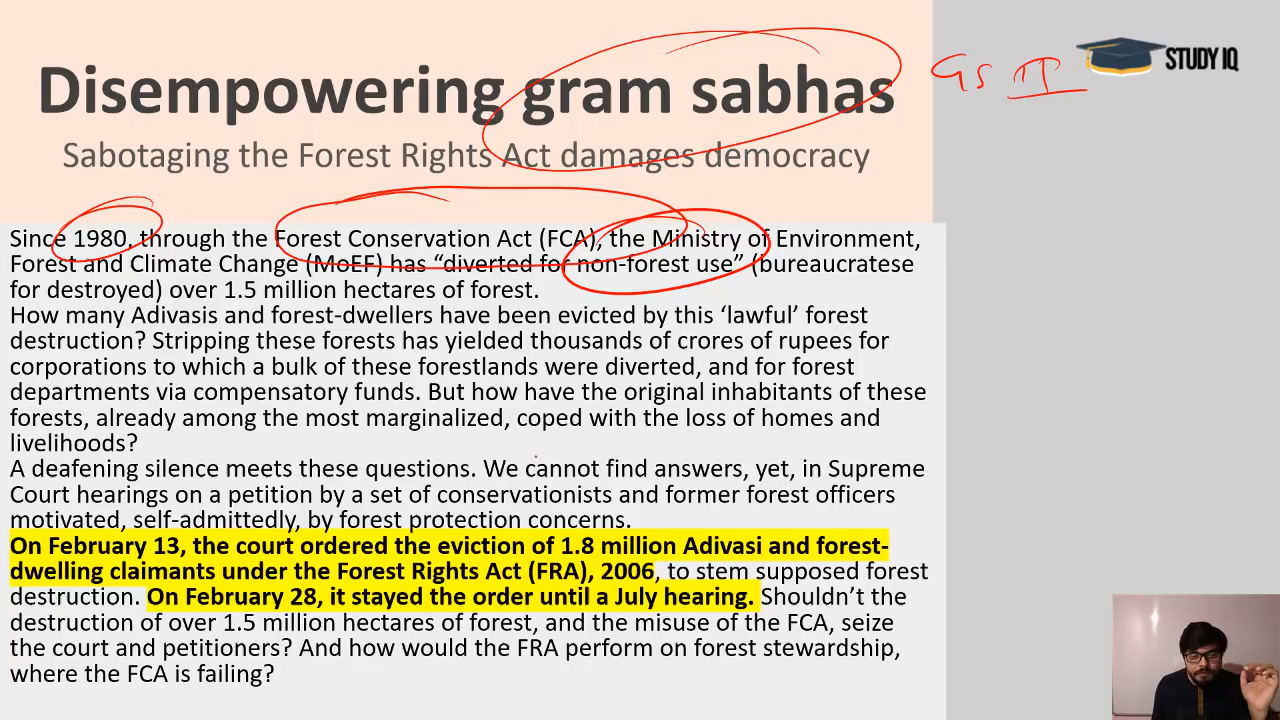 Disempowering gram sabhas
GS II
STUDY IQ
Sabotaging the Forest Rights Act damages democracy
Since 1980, through the Forest Conservation Act (FCA), the Ministry of Environment,
Forest and Climate Change (MoEF) has “diverted for non-forest use” (bureaucratese
for destroyed) over 1.5 million hectares of forest.
How many Adivasis and forest-dwellers have been evicted by this ‘lawful’ forest
destruction? Stripping these forests has yielded thousands of crores of rupees for
corporations to which a bulk of these forestlands were diverted, and for forest
departments via compensatory funds. But how have the original inhabitants of these
forests, already among the most marginalized, coped with the loss of homes and
livelihoods?
A deafening silence meets these questions. We cannot find answers, yet, in Supreme
Court hearings on a petition by a set of conservationists and former forest officers
motivated, self-admittedly, by forest protection concerns.
On February 13, the court ordered the eviction of 1.8 million Adivasi and forest-
dwelling claimants under the Forest Rights Act (FRA), 2006, to stem supposed forest
destruction. On February 28, it stayed the order until a July hearing. Shouldn’t the
destruction of over 1.5 million hectares of forest, and the misuse of the FCA, seize
the court and petitioners? And how would the FRA perform on forest stewardship,
where the FCA is failing?